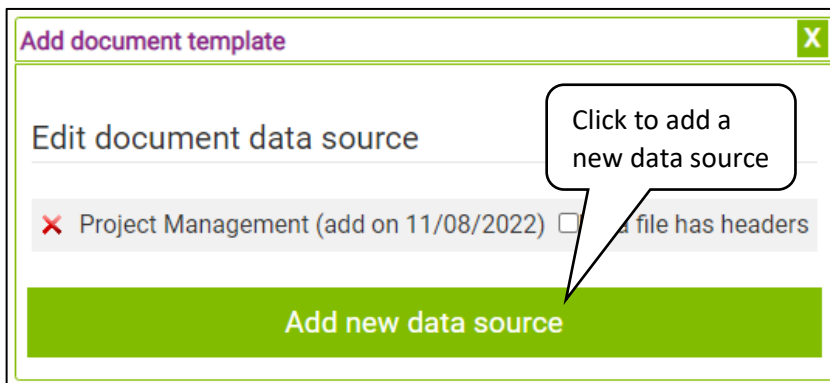 Add document template
X
Click to add a
new data source
Edit document data source
Project Management (add on 11/08/2022) file has headers
Add new data source